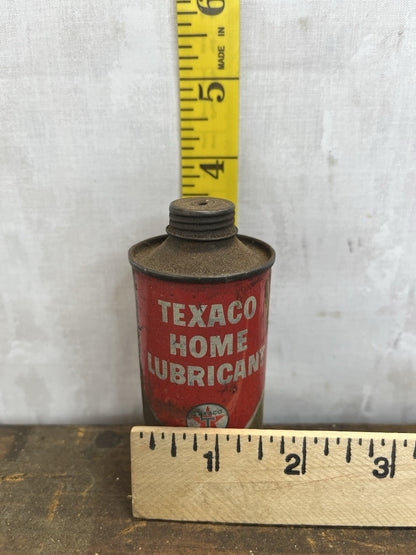 6
MADE IN
5
4
TEXACO
HOME
LUBRICANT
TEXACO
T
1 2 3